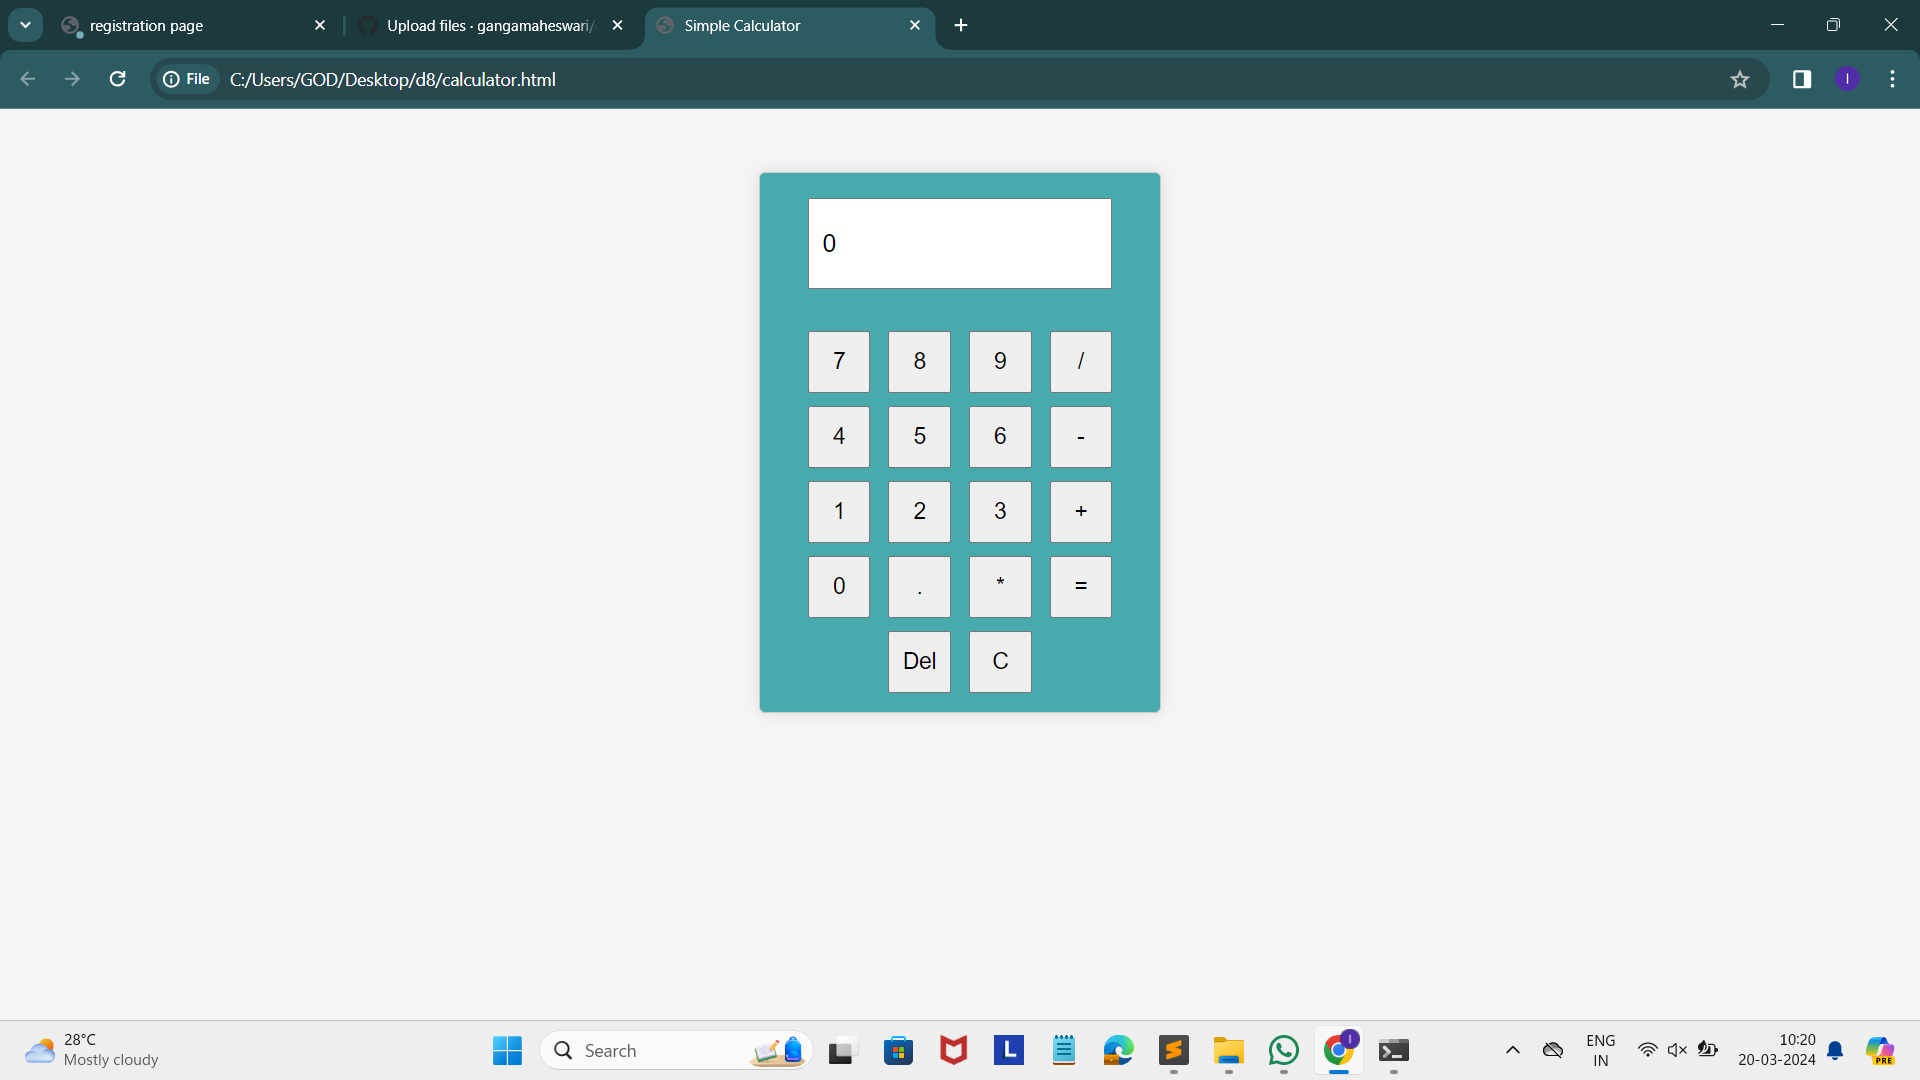 registration page
Upload files · gangamaheswari/
Simple Calculator
File
C:/Users/GOD/Desktop/d8/calculator.html
I
0
7 8 9 /
4 5 6 -
1 2 3 +
0 . * =
Del C
28°C
Mostly cloudy
Search
L
I
ENG
IN
10:20
20-03-2024
PRE